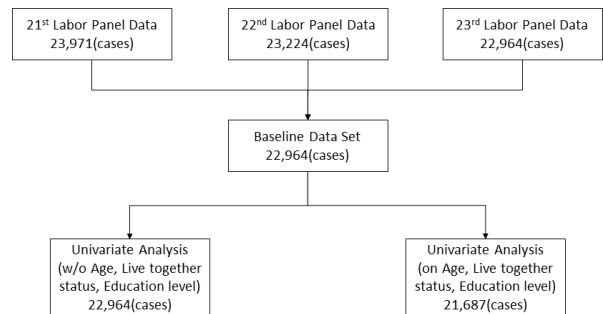 21st Labor Panel Data
23,971(cases)
22nd Labor Panel Data
23,224(cases)
23rd Labor Panel Data
22,964(cases)
Baseline Data Set
22,964(cases)
Univariate Analysis
(w/o Age, Live together
status, Education level)
22,964(cases)
Univariate Analysis
(on Age, Live together
status, Education level)
21,687(cases)